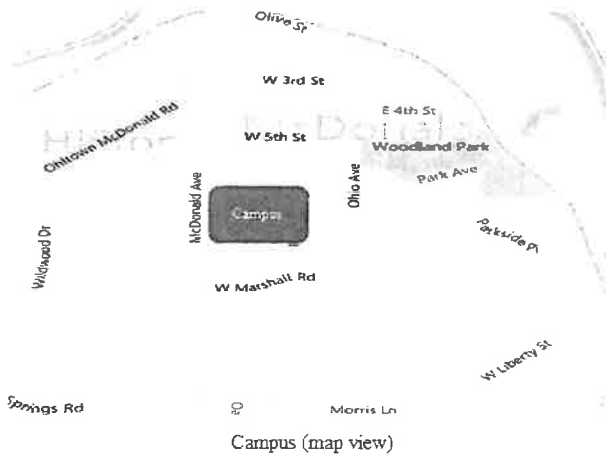 Olive St
W 3rd St
E 4th St
Ohltown McDonald Rd
W 5th St
Woodland Park
Park Ave
McDonald Ave
Ohio Ave
Campus
Parkside Pl
Wildwood Dr
W Marshall Rd
W Liberty St
Springs Rd
Morris Ln
Campus (map view)